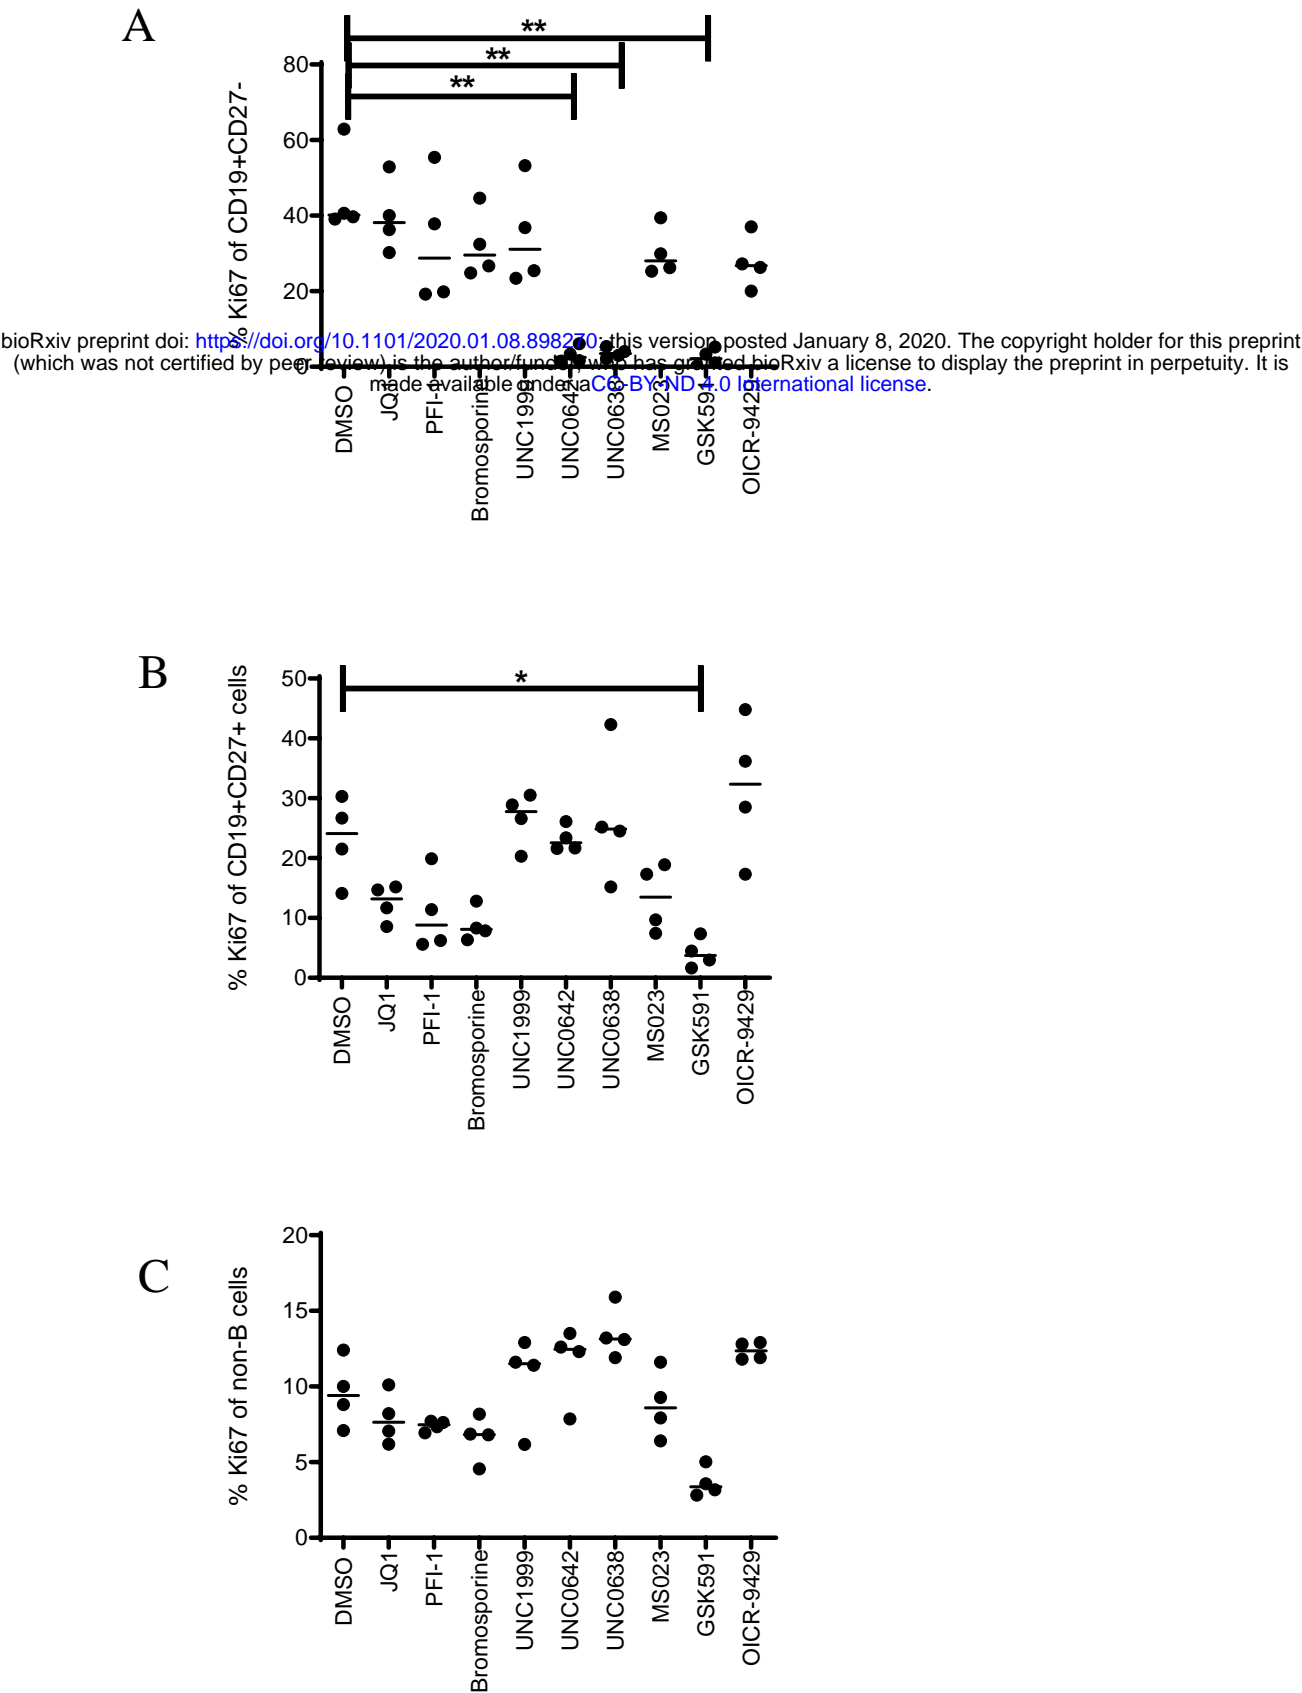 A
**
**
**
80
60
40
20
0
% Ki67 of CD19+CD27-
bioRxiv preprint doi: https://doi.org/10.1101/2020.01.08.898270; this version posted January 8, 2020. The copyright holder for this preprint
(which was not certified by peer review) is the author/funder, who has granted bioRxiv a license to display the preprint in perpetuity. It is
made available under aCC-BY-ND 4.0 International license.
DMSO
JQ1
PFI-1
Bromosporine
UNC1999
UNC0642
UNC0638
MS023
GSK591
OICR-9429
B
*
50
40
30
20
10
0
% Ki67 of CD19+CD27+ cells
DMSO
JQ1
PFI-1
Bromosporine
UNC1999
UNC0642
UNC0638
MS023
GSK591
OICR-9429
C
20
15
10
5
0
% Ki67 of non-B cells
DMSO
JQ1
PFI-1
Bromosporine
UNC1999
UNC0642
UNC0638
MS023
GSK591
OICR-9429